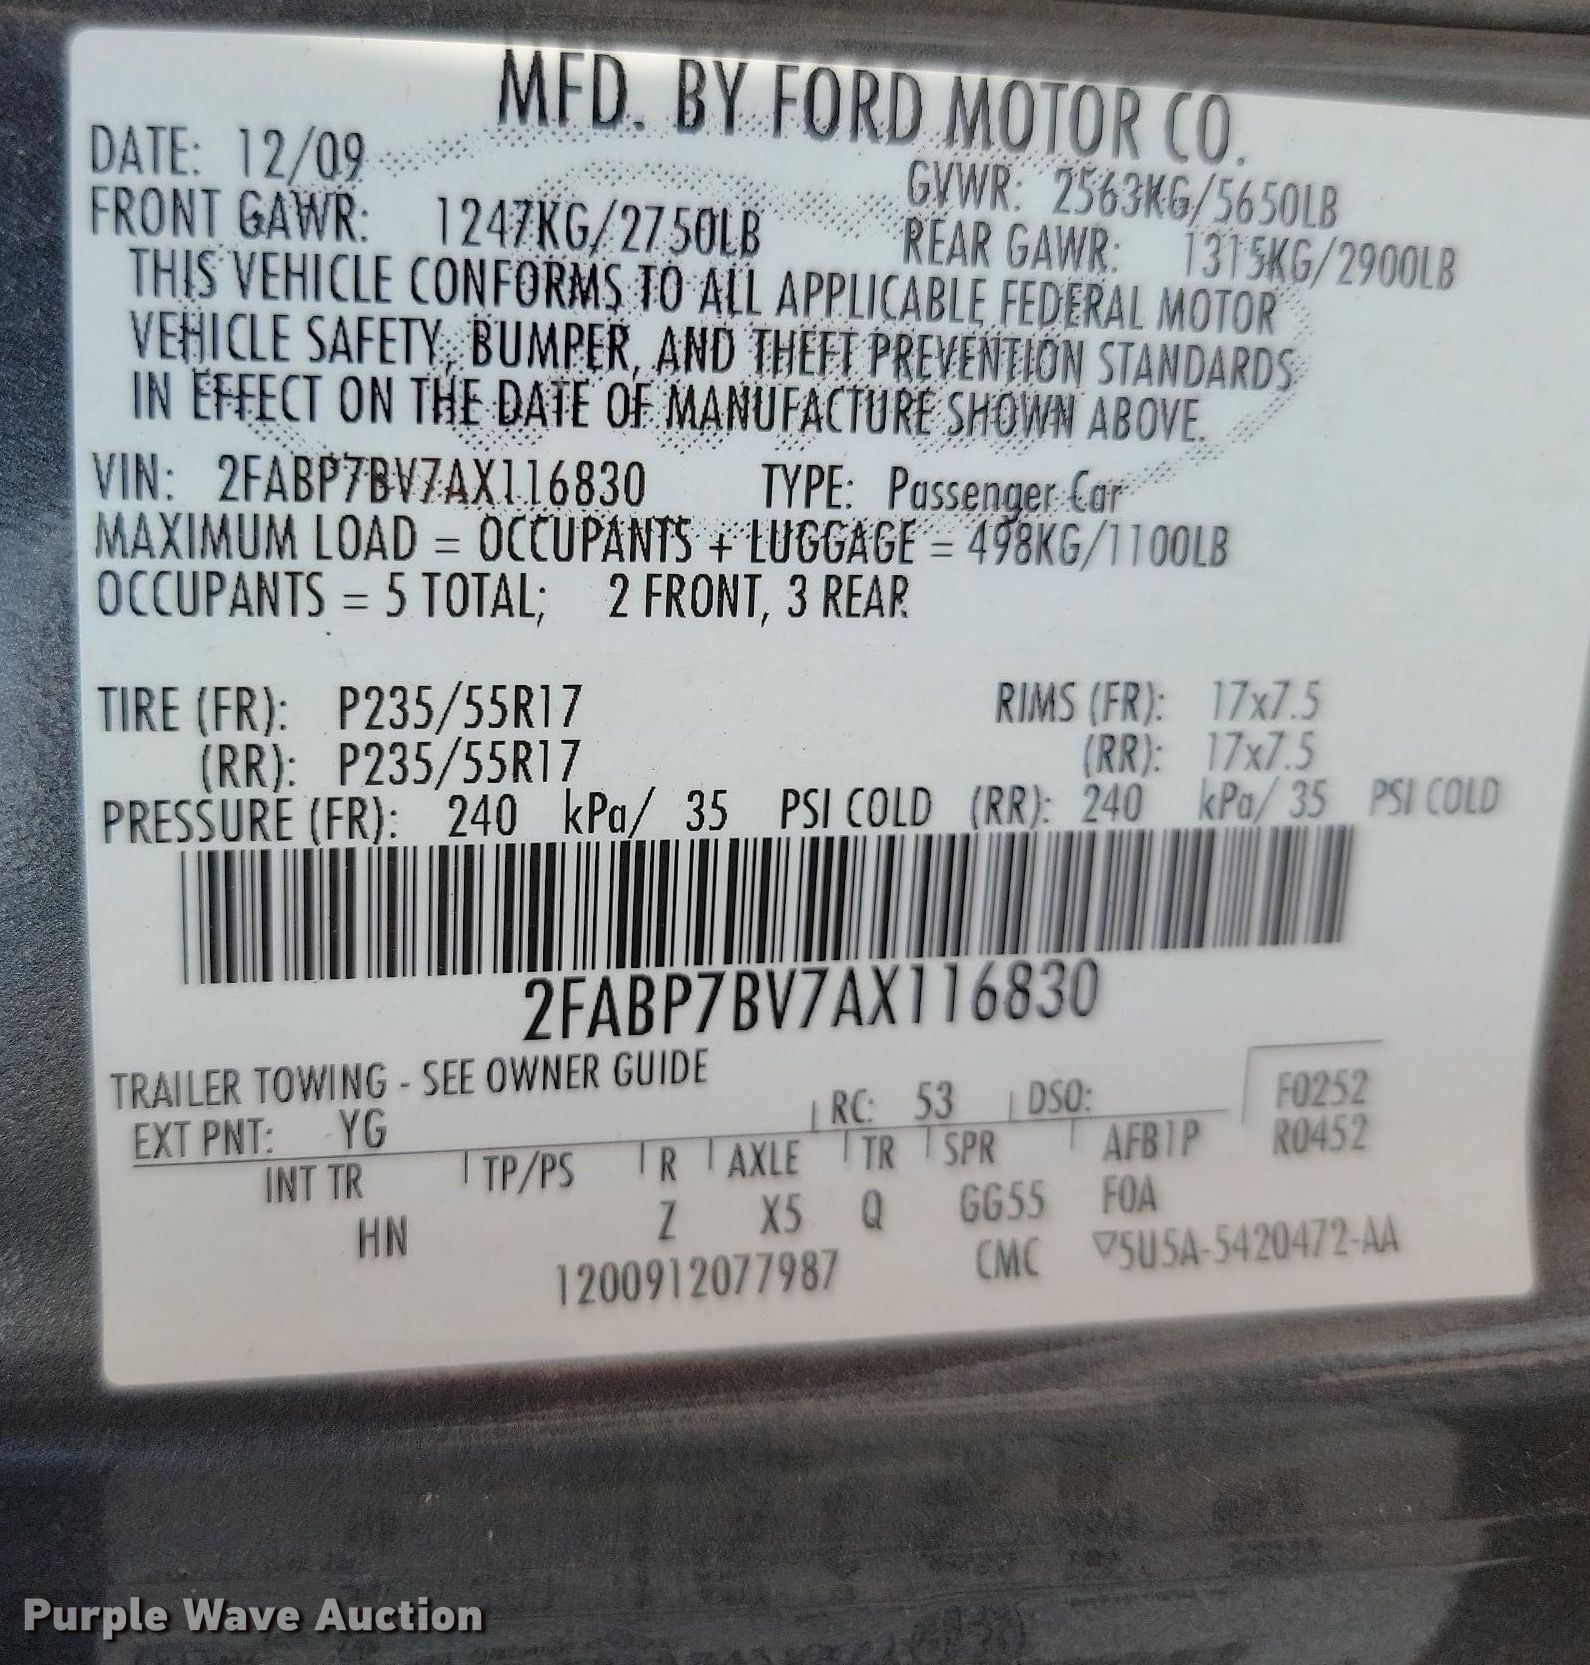 MFD. BY FORD MOTOR CO.
DATE: 12/09 GVWR: 2563KG/5650LB
FRONT GAWR: 1247KG/2750LB REAR GAWR: 1315KG/2900LB
THIS VEHICLE CONFORMS TO ALL APPLICABLE FEDERAL MOTOR
VEHICLE SAFETY, BUMPER, AND THEFT PREVENTION STANDARDS
IN EFFECT ON THE DATE OF MANUFACTURE SHOWN ABOVE.
VIN: 2FABP7BV7AX116830 TYPE: Passenger Car
MAXIMUM LOAD = OCCUPANTS + LUGGAGE = 498KG/1100LB
OCCUPANTS = 5 TOTAL; 2 FRONT, 3 REAR
TIRE (FR): P235/55R17 RIMS (FR): 17x7.5
(RR): P235/55R17 (RR): 17x7.5
PRESSURE (FR): 240 kPa/ 35 PSI COLD (RR): 240 kPa/ 35 PSI COLD
2FABP7BV7AX116830
TRAILER TOWING - SEE OWNER GUIDE
EXT PNT: YG RC: 53 DSO: F0252
INT TR TP/PS R AXLE TR SPR AFB1P R0452
HN Z X5 Q GG55 F0A
1200912077987 CMC ▽5U5A-5420472-AA
Purple Wave Auction